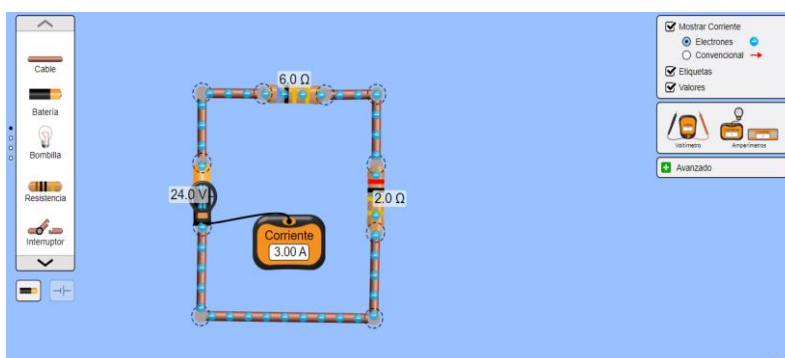 Cable
Batería
Bombilla
Resistencia
Interruptor
6.0 Ω
24.0 V
2.0 Ω
Corriente
3.00 A
Mostrar Corriente
Electrones
Convencional
Etiquetas
Valores
Voltímetro
Amperímetros
Avanzado